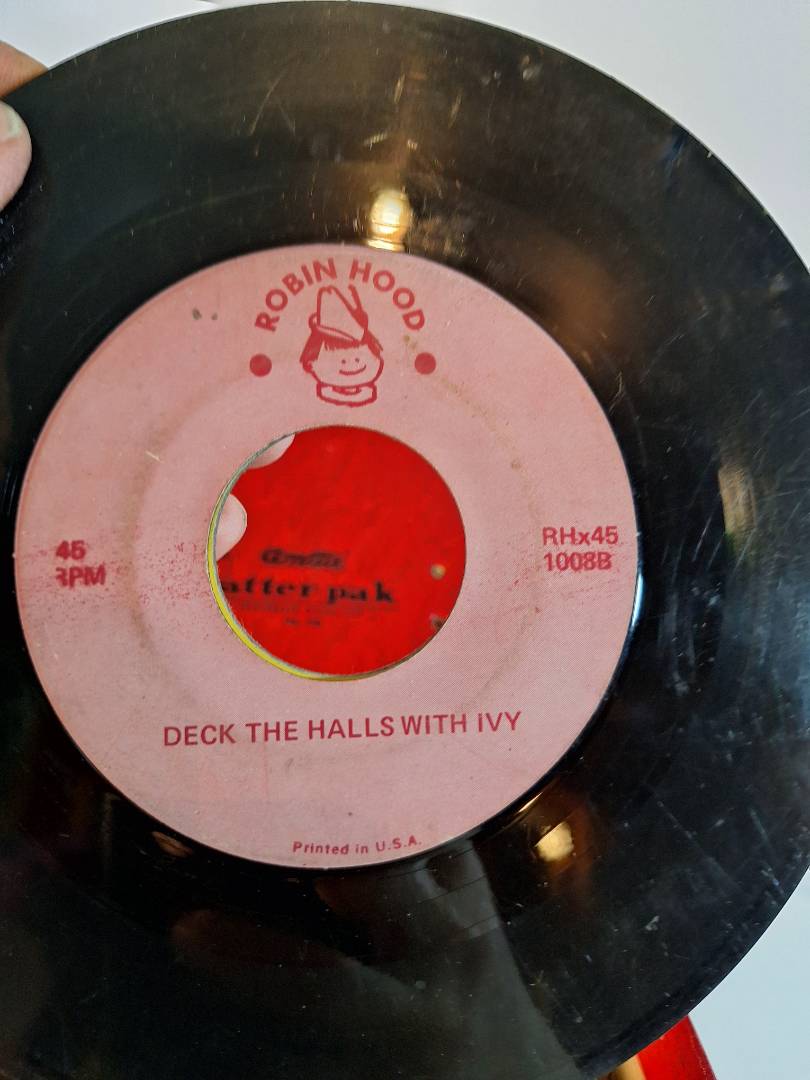 ROBIN HOOD
45
RPM
RHx45
1008B
atter pak
DECK THE HALLS WITH IVY
Printed in U.S.A.